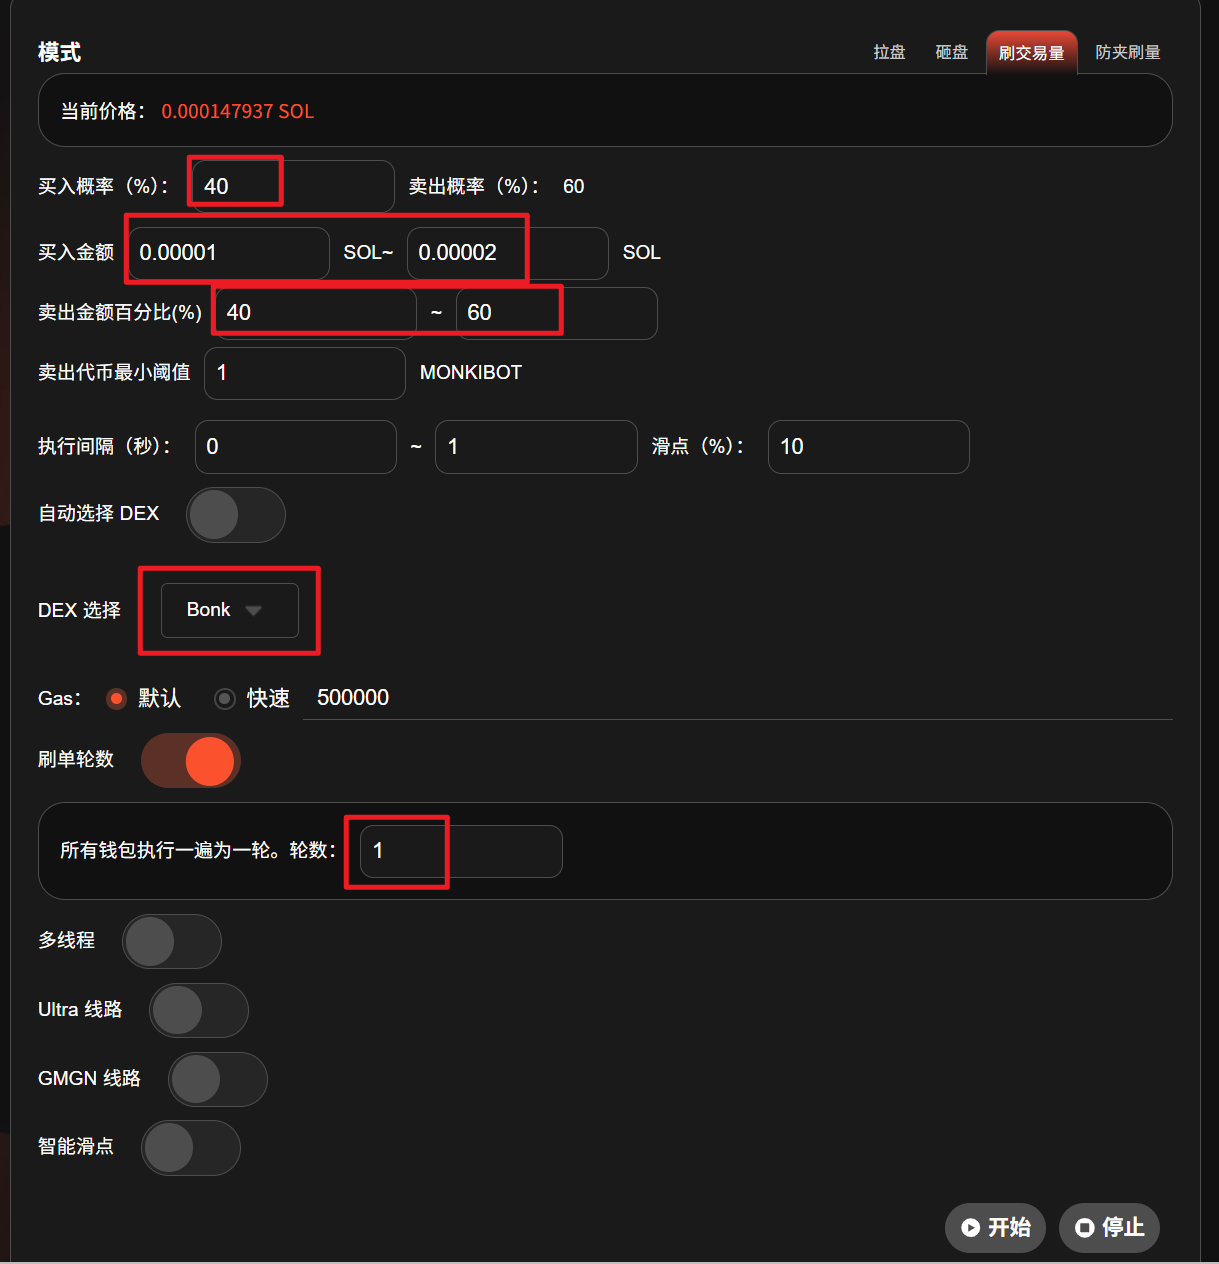 模式 拉盘 砸盘 刷交易量 防夹刷量
当前价格： 0.000147937 SOL
买入概率（%）： 40 卖出概率（%）： 60
买入金额 0.00001 SOL~ 0.00002 SOL
卖出金额百分比(%) 40 ~ 60
卖出代币最小阈值 1 MONKIBOT
执行间隔（秒）： 0 ~ 1 滑点（%）： 10
自动选择 DEX
DEX 选择 Bonk
Gas： 默认 快速 500000
刷单轮数
所有钱包执行一遍为一轮。轮数： 1
多线程
Ultra 线路
GMGN 线路
智能滑点
开始 停止